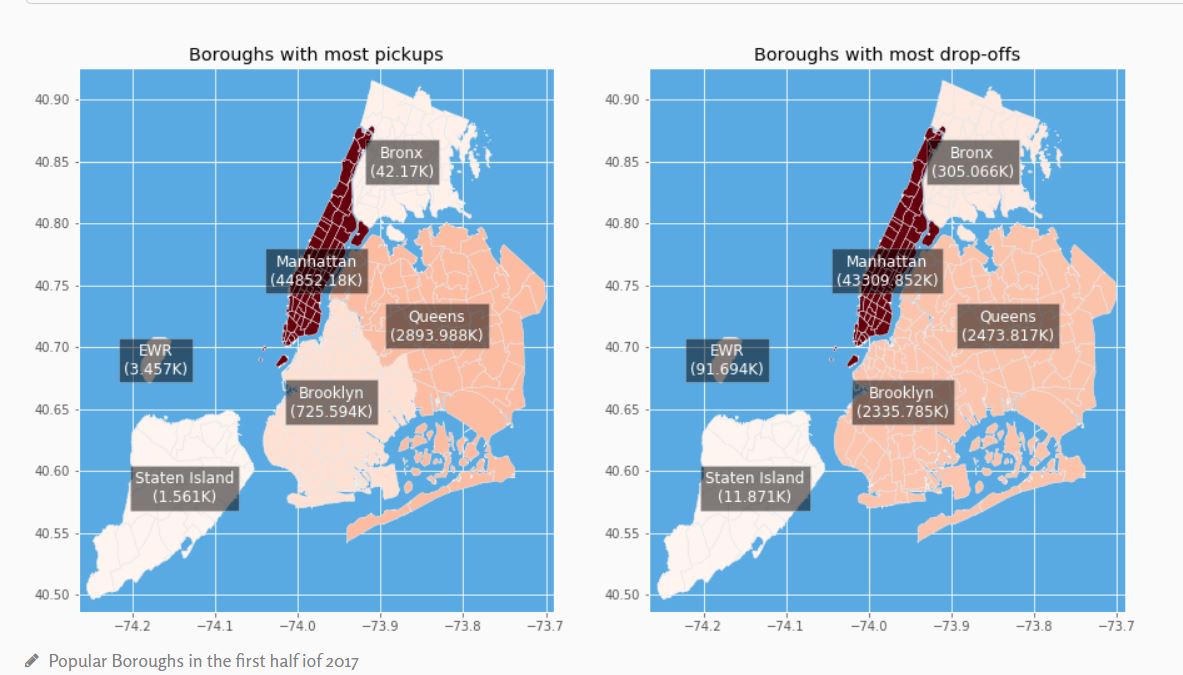 Boroughs with most pickups
40.90
40.85
40.80
40.75
40.70
40.65
40.60
40.55
40.50
Bronx
(42.17K)
Manhattan
(44852.18K)
Queens
(2893.988K)
EWR
(3.457K)
Brooklyn
(725.594K)
Staten Island
(1.561K)
−74.2 −74.1 −74.0 −73.9 −73.8 −73.7
Boroughs with most drop-offs
40.90
40.85
40.80
40.75
40.70
40.65
40.60
40.55
40.50
Bronx
(305.066K)
Manhattan
(43309.852K)
Queens
(2473.817K)
EWR
(91.694K)
Brooklyn
(2335.785K)
Staten Island
(11.871K)
−74.2 −74.1 −74.0 −73.9 −73.8 −73.7
Popular Boroughs in the first half iof 2017